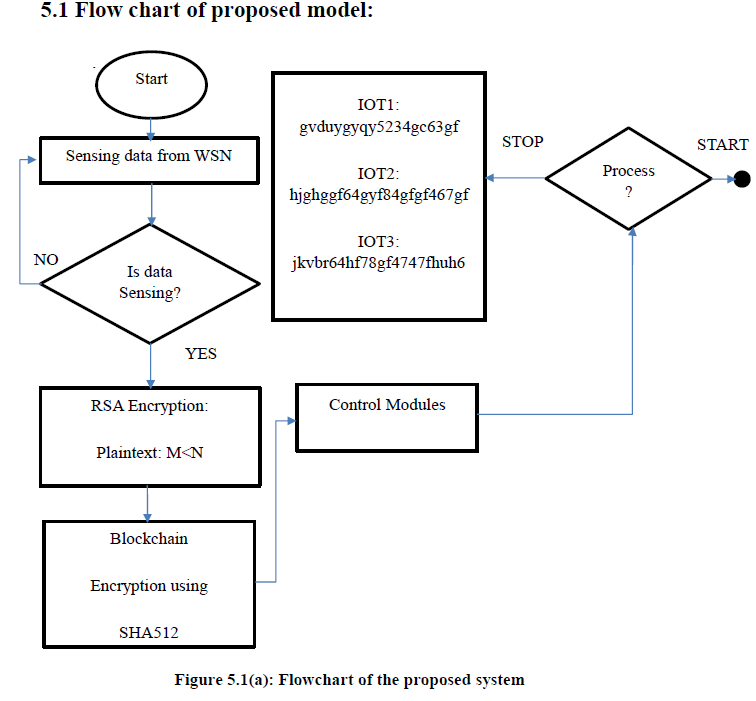 5.1 Flow chart of proposed model:
Start
Sensing data from WSN
NO
Is data
Sensing?
YES
RSA Encryption:
Plaintext: M<N
Blockchain
Encryption using
SHA512
Control Modules
IOT1:
gvduygyqy5234gc63gf
IOT2:
hjghggf64gyf84gfgf467gf
IOT3:
jkvbr64hf78gf4747fhuh6
STOP
Process
?
START
Figure 5.1(a): Flowchart of the proposed system